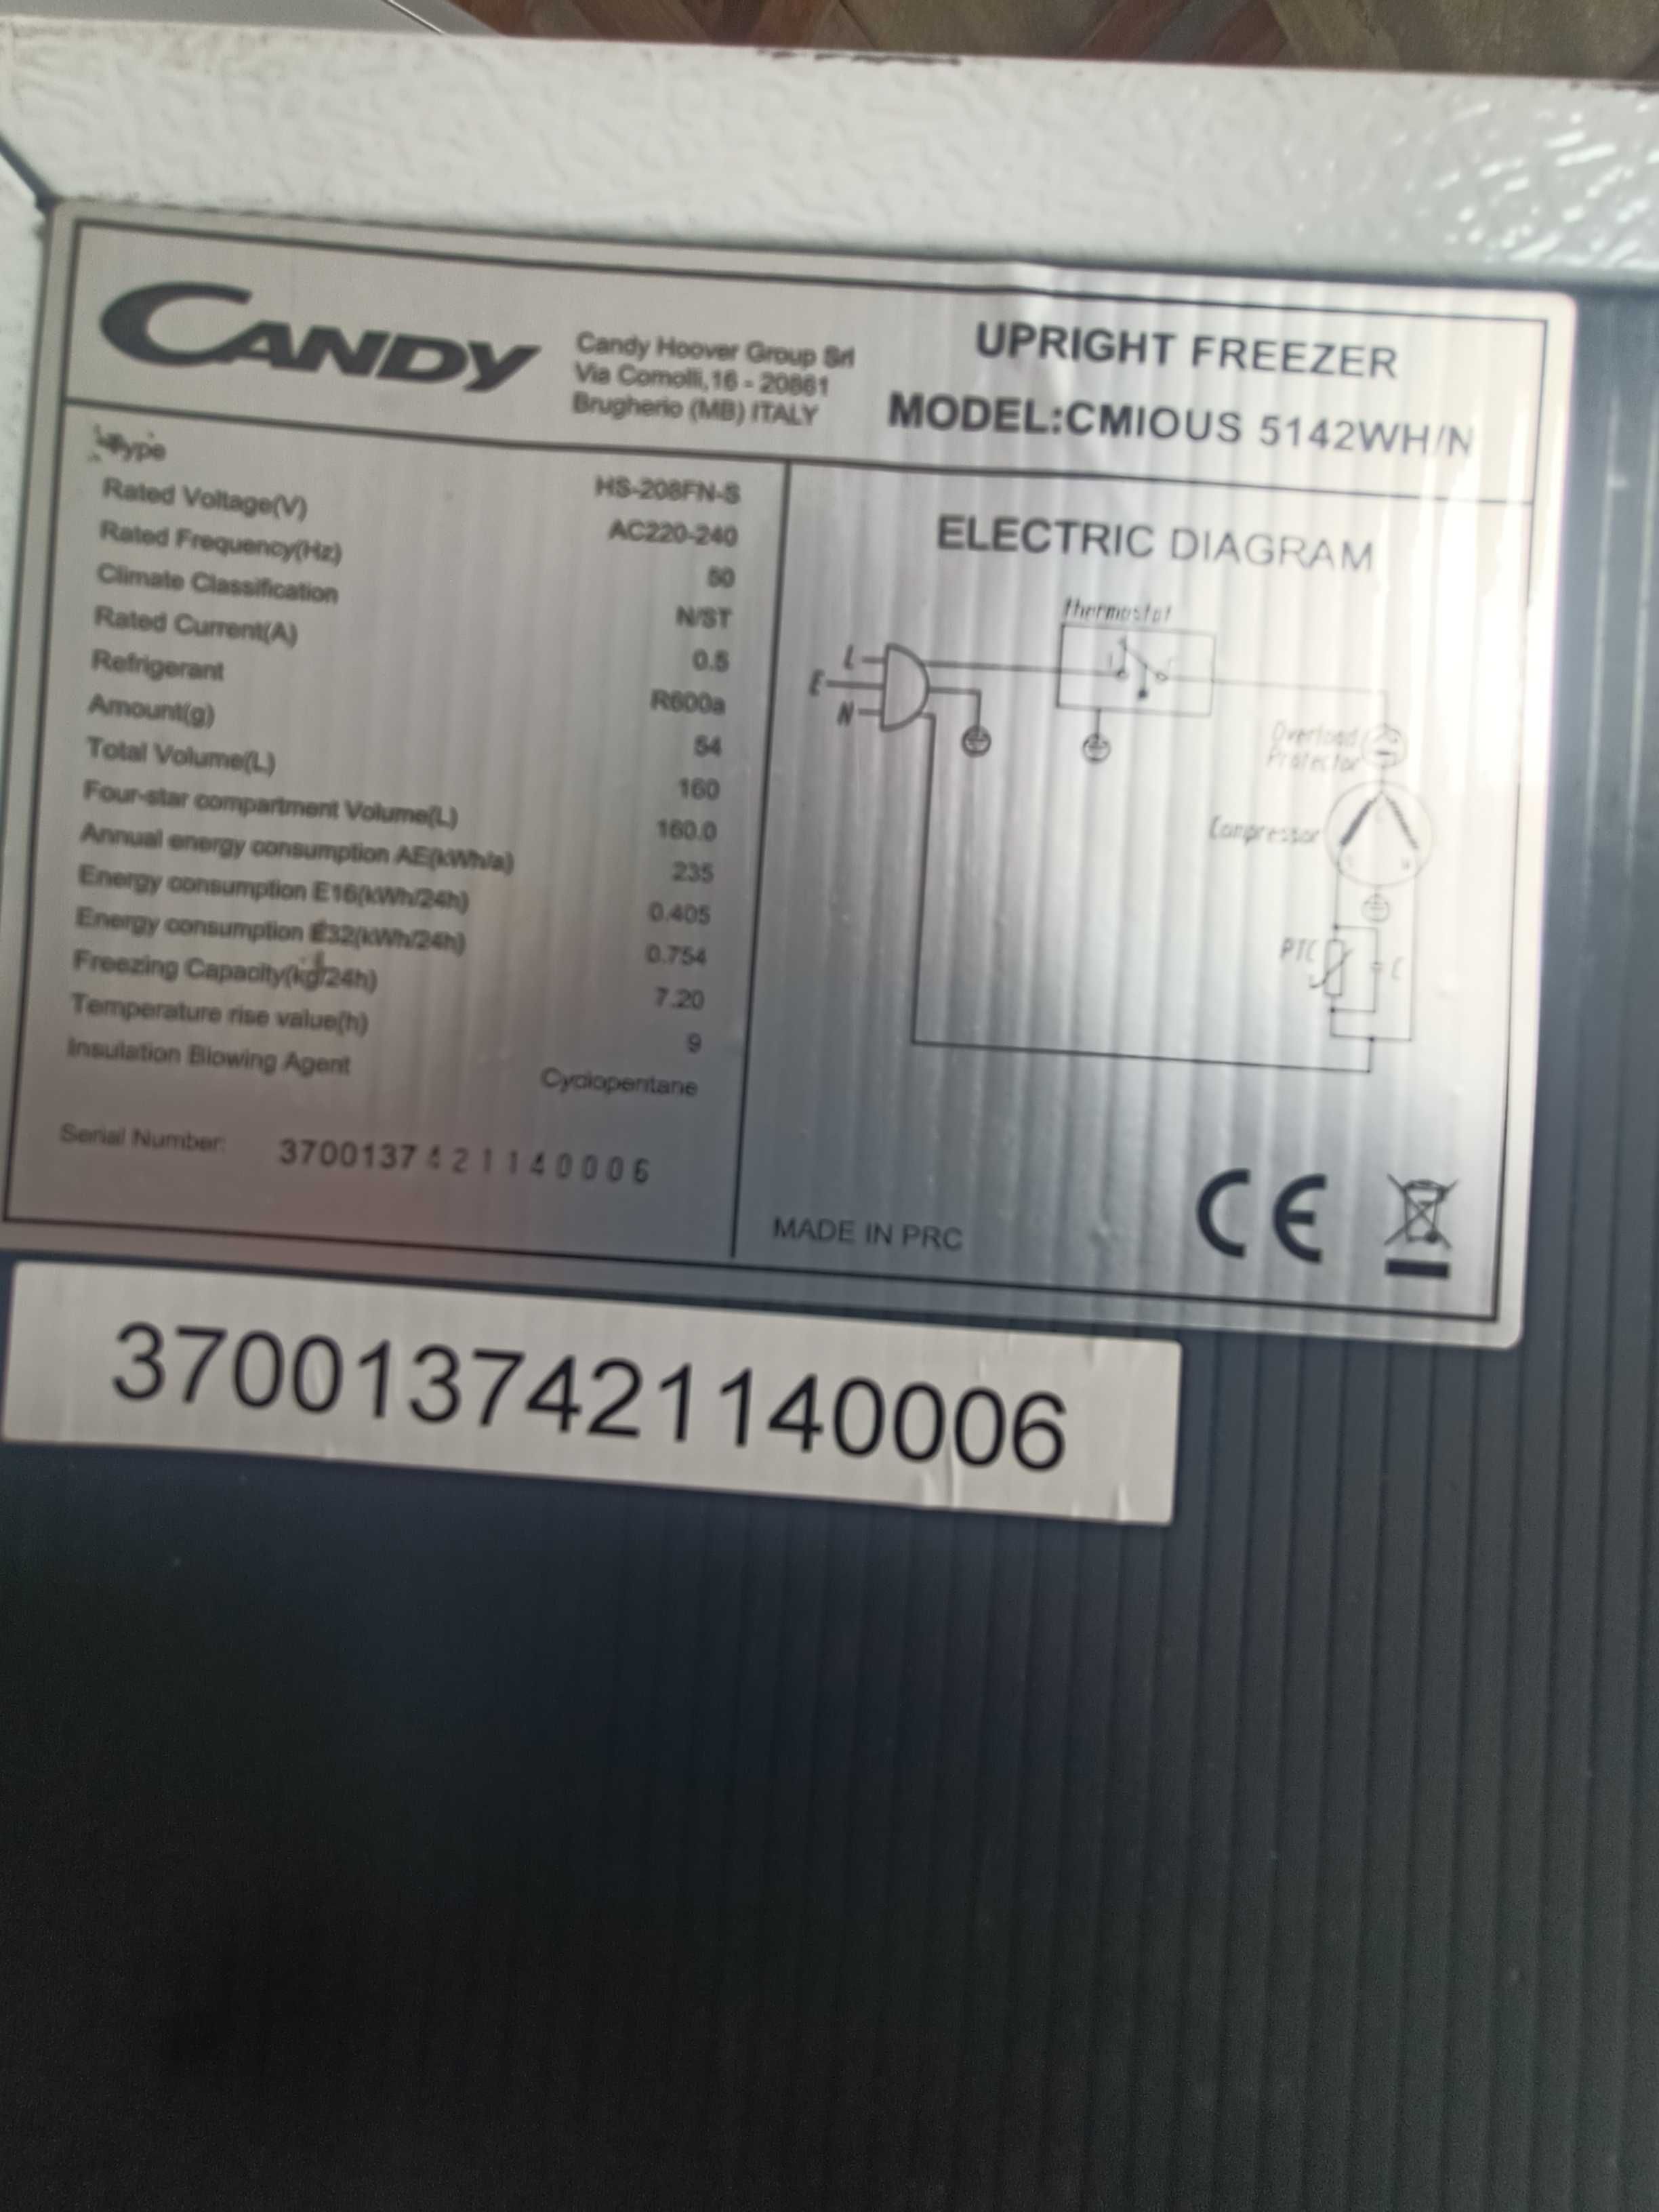 CANDY
Candy Hoover Group Srl
Via Comolli,16 - 20861
Brugherio (MB) ITALY
UPRIGHT FREEZER
MODEL:CMIOUS 5142WH/N
Type HS-208FN-S
Rated Voltage(V) AC220-240
Rated Frequency(Hz) 50
Climate Classification N/ST
Rated Current(A) 0.5
Refrigerant R600a
Amount(g) 54
Total Volume(L) 160
Four-star compartment Volume(L) 160.0
Annual energy consumption AE(kWh/a) 235
Energy consumption E16(kWh/24h) 0.405
Energy consumption E32(kWh/24h) 0.754
Freezing Capacity(kg/24h) 7.20
Temperature rise value(h) 9
Insulation Blowing Agent Cyclopentane
Serial Number: 3700137421140006
ELECTRIC DIAGRAM
thermostat
L
E
N
Overload
Protector
Compressor
PTC
C
MADE IN PRC
CE
3700137421140006